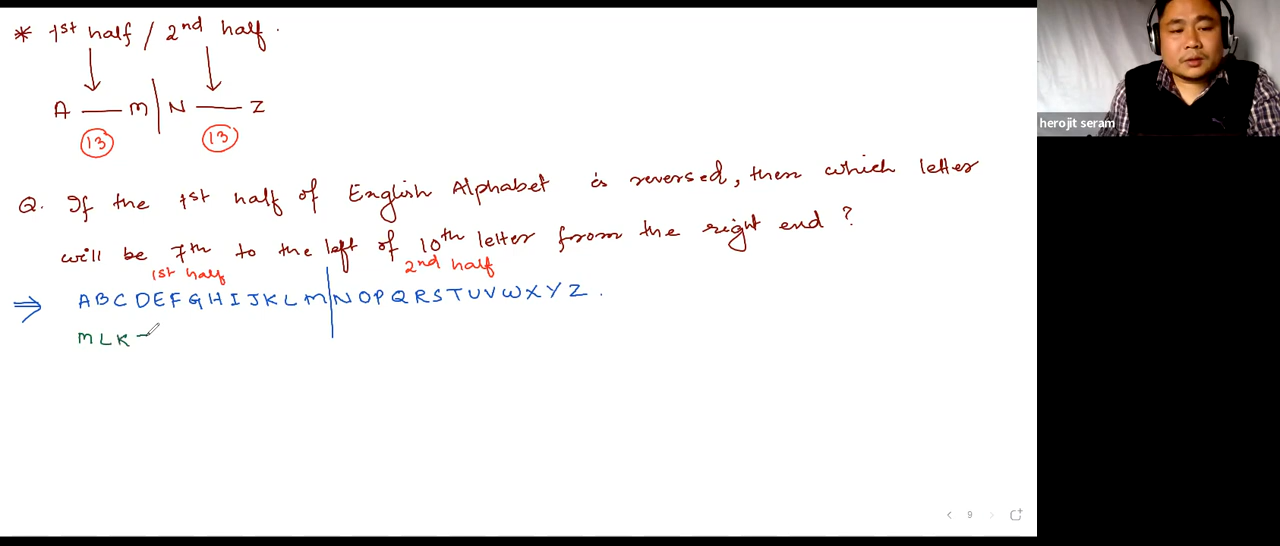 * 1st half / 2nd half.
A — M | N — Z
13 13
Q. If the 1st half of English Alphabet is reversed, then which letter
will be 7th to the left of 10th letter from the right end?
1st half 2nd half
⇒ A B C D E F G H I J K L M | N O P Q R S T U V W X Y Z .
M L K
herojit seram
9